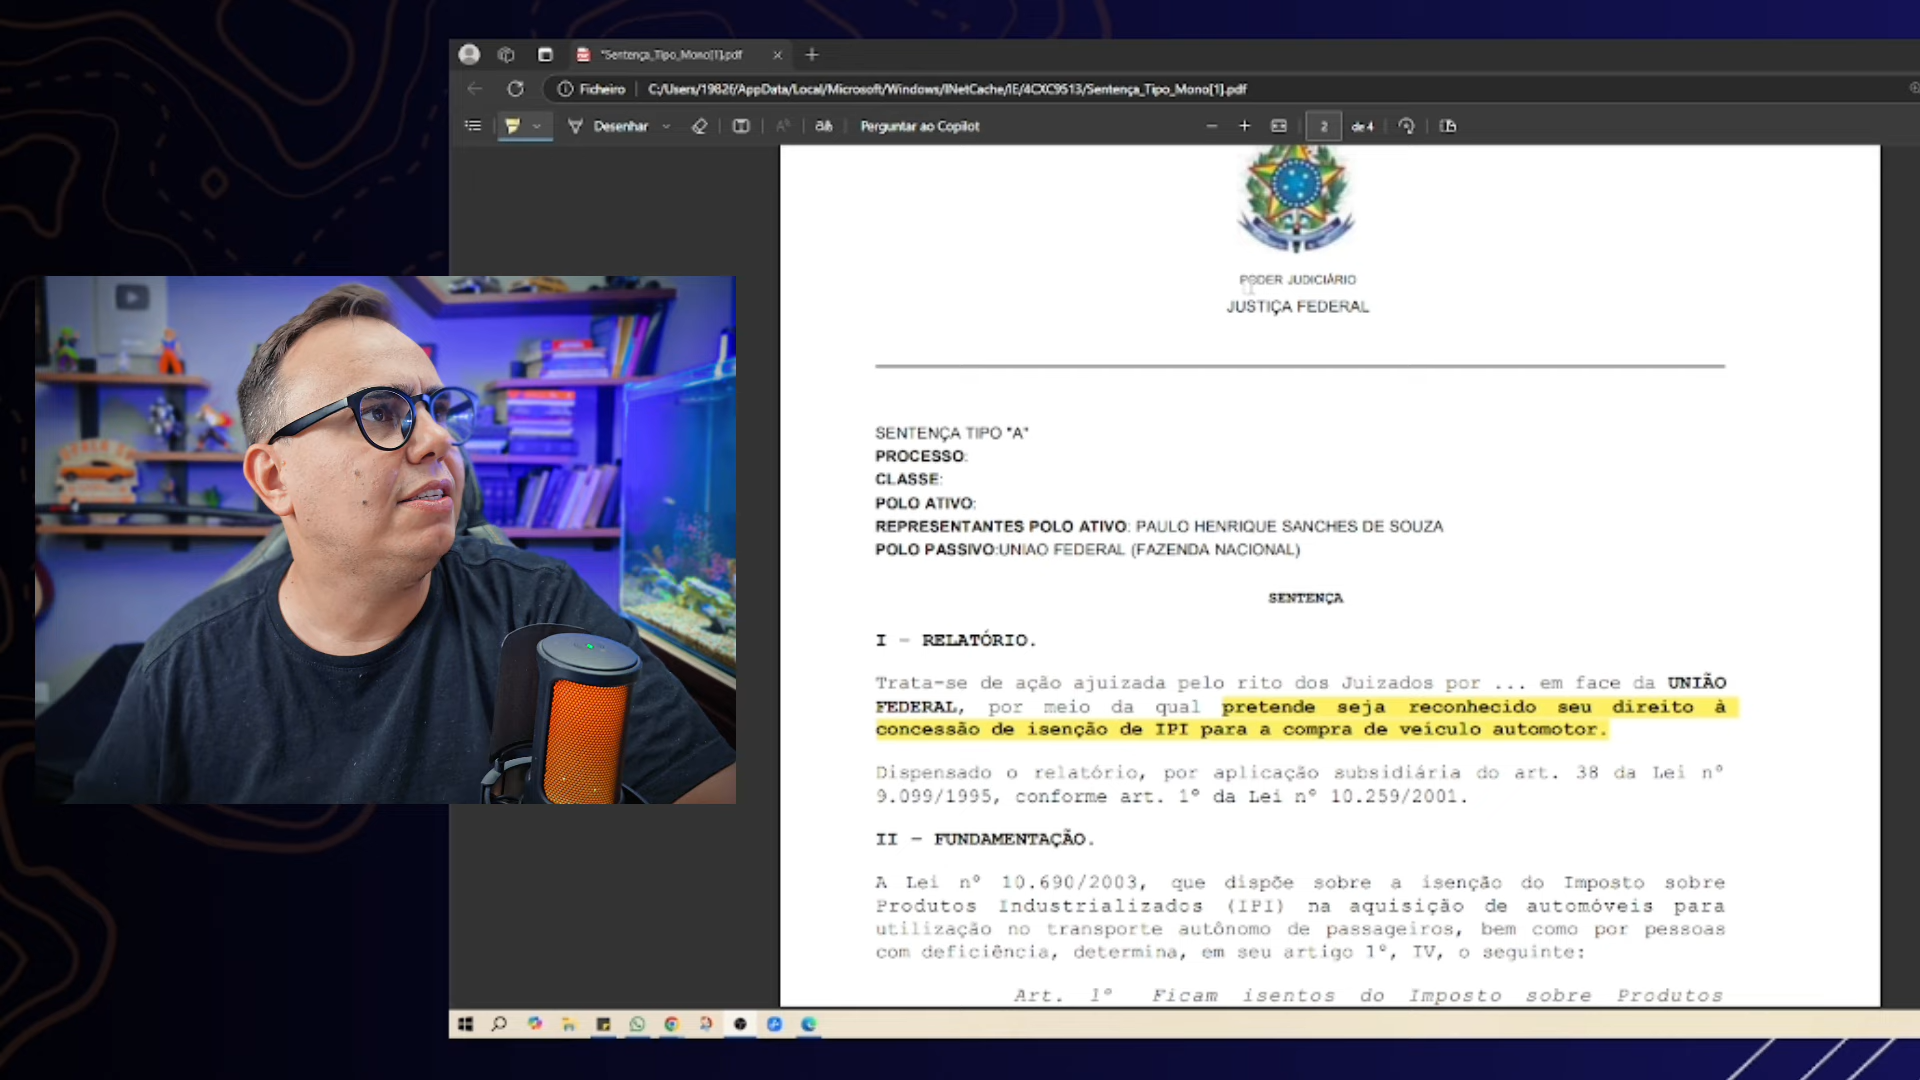 *Sentença_Tipo_Mono[1].pdf
Ficheiro
C:/Users/1982f/AppData/Local/Microsoft/Windows/INetCache/IE/4CXC9513/Sentença_Tipo_Mono[1].pdf
Desenhar
aあ
Perguntar ao Copilot
2
de 4
PODER JUDICIÁRIO
JUSTIÇA FEDERAL
SENTENÇA TIPO "A"
PROCESSO:
CLASSE:
POLO ATIVO:
REPRESENTANTES POLO ATIVO: PAULO HENRIQUE SANCHES DE SOUZA
POLO PASSIVO:UNIAO FEDERAL (FAZENDA NACIONAL)
SENTENÇA
I - RELATÓRIO.
Trata-se de ação ajuizada pelo rito dos Juizados por ... em face da UNIÃO
FEDERAL, por meio da qual pretende seja reconhecido seu direito à
concessão de isenção de IPI para a compra de veículo automotor.
Dispensado o relatório, por aplicação subsidiária do art. 38 da Lei nº
9.099/1995, conforme art. 1º da Lei nº 10.259/2001.
II - FUNDAMENTAÇÃO.
A Lei nº 10.690/2003, que dispõe sobre a isenção do Imposto sobre
Produtos Industrializados (IPI) na aquisição de automóveis para
utilização no transporte autônomo de passageiros, bem como por pessoas
com deficiência, determina, em seu artigo 1º, IV, o seguinte:
Art. 1º Ficam isentos do Imposto sobre Produtos